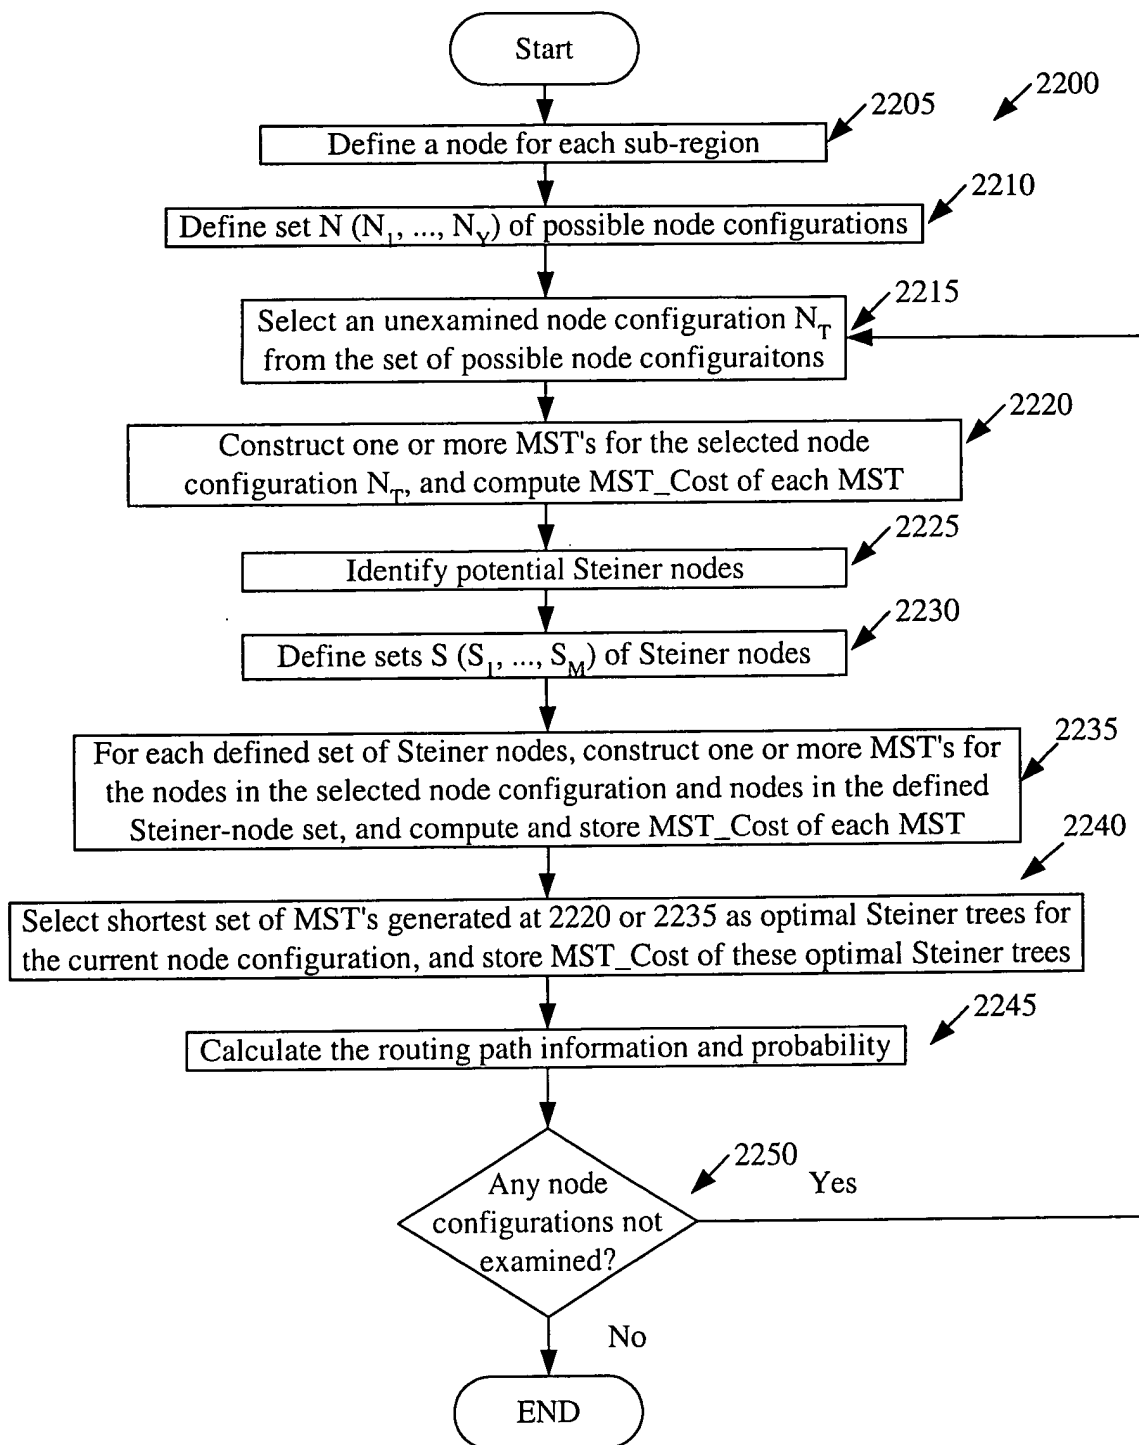 Start
2200
2205
Define a node for each sub-region
2210
Define set N (N1, ..., NY) of possible node configurations
2215
Select an unexamined node configuration NT
from the set of possible node configuraitons
2220
Construct one or more MST's for the selected node
configuration NT, and compute MST_Cost of each MST
2225
Identify potential Steiner nodes
2230
Define sets S (S1, ..., SM) of Steiner nodes
2235
For each defined set of Steiner nodes, construct one or more MST's for
the nodes in the selected node configuration and nodes in the defined
Steiner-node set, and compute and store MST_Cost of each MST
2240
Select shortest set of MST's generated at 2220 or 2235 as optimal Steiner trees for
the current node configuration, and store MST_Cost of these optimal Steiner trees
2245
Calculate the routing path information and probability
2250
Any node
configurations not
examined?
Yes
No
END